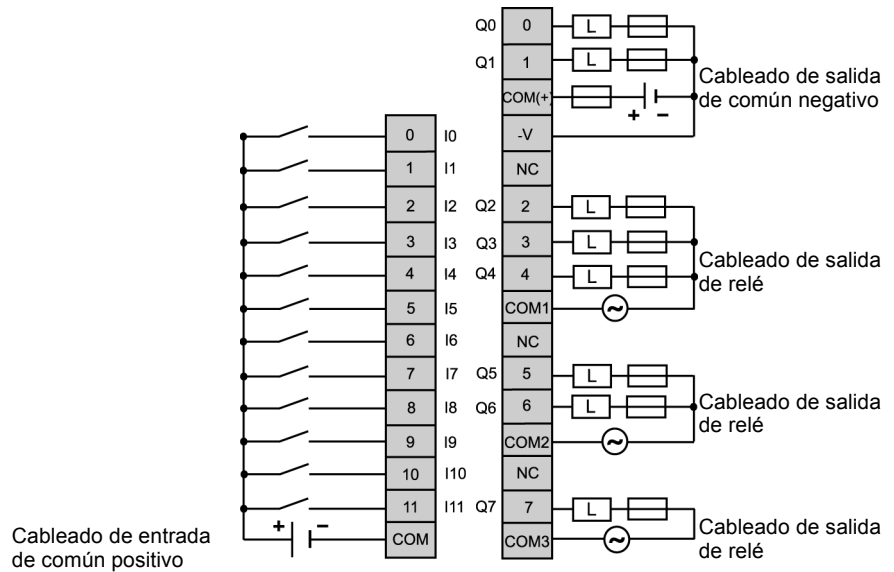 Q0 0 L
Q1 1 L
COM(+)
+ −
Cableado de salida
de común negativo
-V
NC
Q2 2 L
Q3 3 L
Q4 4 L
COM1 ~
Cableado de salida
de relé
NC
Q5 5 L
Q6 6 L
COM2 ~
Cableado de salida
de relé
NC
Q7 7 L
COM3 ~
Cableado de salida
de relé
0 I0
1 I1
2 I2
3 I3
4 I4
5 I5
6 I6
7 I7
8 I8
9 I9
10 I10
11 I11
+ − COM
Cableado de entrada
de común positivo